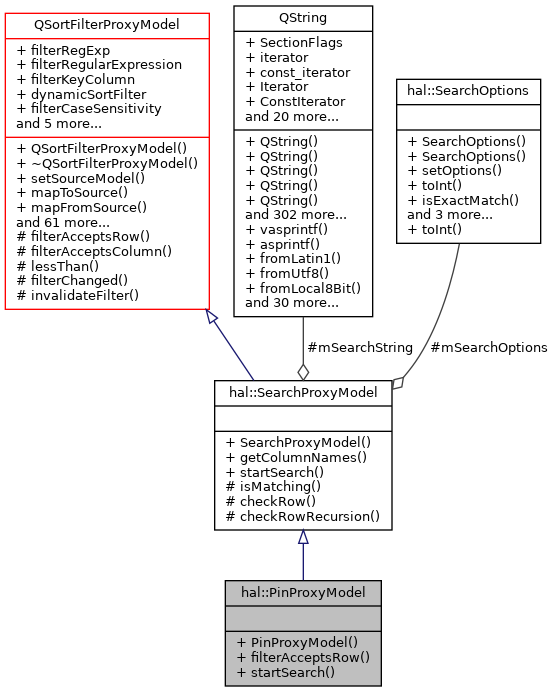 QSortFilterProxyModel
+ filterRegExp
+ filterRegularExpression
+ filterKeyColumn
+ dynamicSortFilter
+ filterCaseSensitivity
and 5 more...
+ QSortFilterProxyModel()
+ ~QSortFilterProxyModel()
+ setSourceModel()
+ mapToSource()
+ mapFromSource()
and 61 more...
# filterAcceptsRow()
# filterAcceptsColumn()
# lessThan()
# filterChanged()
# invalidateFilter()
QString
+ SectionFlags
+ iterator
+ const_iterator
+ Iterator
+ ConstIterator
and 20 more...
+ QString()
+ QString()
+ QString()
+ QString()
+ QString()
and 302 more...
+ vasprintf()
+ asprintf()
+ fromLatin1()
+ fromUtf8()
+ fromLocal8Bit()
and 30 more...
hal::SearchOptions
+ SearchOptions()
+ SearchOptions()
+ setOptions()
+ toInt()
+ isExactMatch()
and 3 more...
+ toInt()
#mSearchString
#mSearchOptions
hal::SearchProxyModel
+ SearchProxyModel()
+ getColumnNames()
+ startSearch()
# isMatching()
# checkRow()
# checkRowRecursion()
hal::PinProxyModel
+ PinProxyModel()
+ filterAcceptsRow()
+ startSearch()